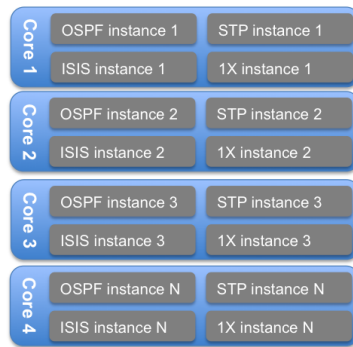 Core 1
OSPF instance 1
STP instance 1
ISIS instance 1
1X instance 1
Core 2
OSPF instance 2
STP instance 2
ISIS instance 2
1X instance 2
Core 3
OSPF instance 3
STP instance 3
ISIS instance 3
1X instance 3
Core 4
OSPF instance N
STP instance N
ISIS instance N
1X instance N